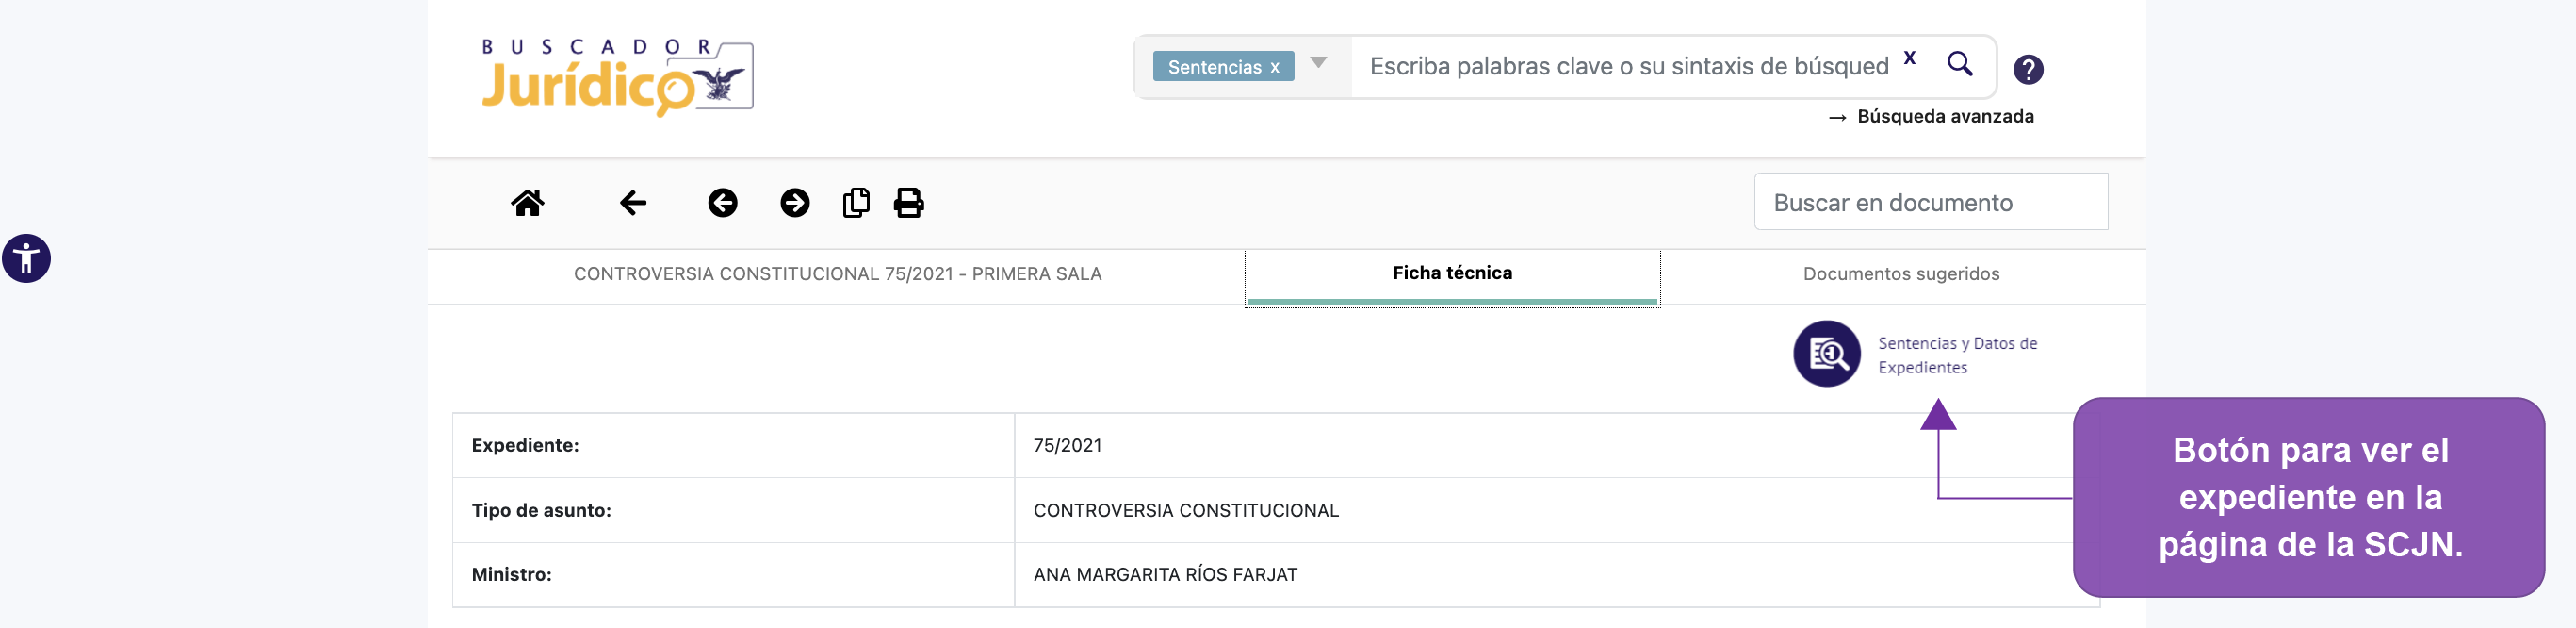 BUSCADOR
Jurídico
Sentencias x
Escriba palabras clave o su sintaxis de búsqued
x
?
→ Búsqueda avanzada
Buscar en documento
CONTROVERSIA CONSTITUCIONAL 75/2021 - PRIMERA SALA
Ficha técnica
Documentos sugeridos
Sentencias y Datos de
Expedientes
Expediente:
75/2021
Tipo de asunto:
CONTROVERSIA CONSTITUCIONAL
Ministro:
ANA MARGARITA RÍOS FARJAT
Botón para ver el
expediente en la
página de la SCJN.